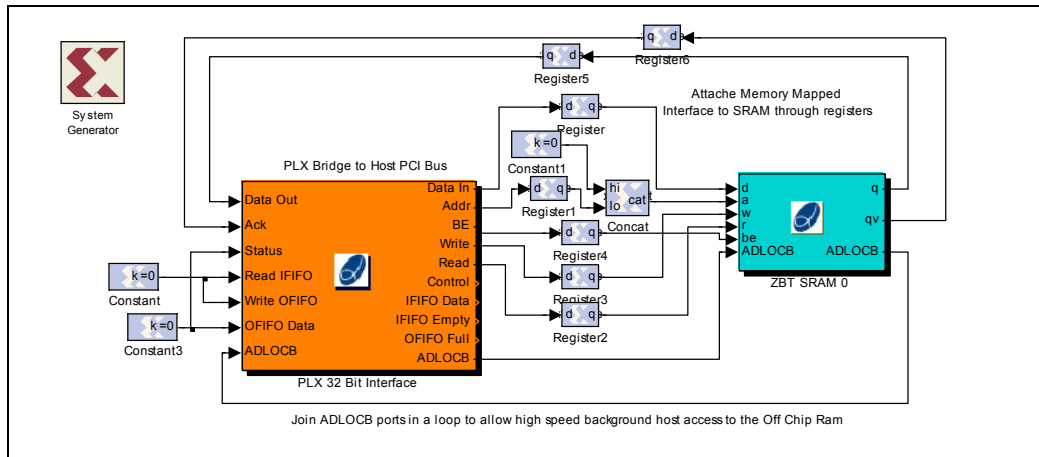 q d
Register6
q d
Register5
System
Generator
Attache Memory Mapped
Interface to SRAM through registers
d q
Register
k=0
Constant1
PLX Bridge to Host PCI Bus
d q
Register1
hi
lo
cat
Concat
Data Out
Ack
Status
Read IFIFO
Write OFIFO
OFIFO Data
ADLOCB
Data In
Addr
BE
Write
Read
Control
IFIFO Data
IFIFO Empty
OFIFO Full
ADLOCB
PLX 32 Bit Interface
k=0
Constant
k=0
Constant3
d q
Register4
d q
Register3
d q
Register2
d
a
w
r
be
ADLOCB
q
qv
ADLOCB
ZBT SRAM 0
Join ADLOCB ports in a loop to allow high speed background host access to the Off Chip Ram